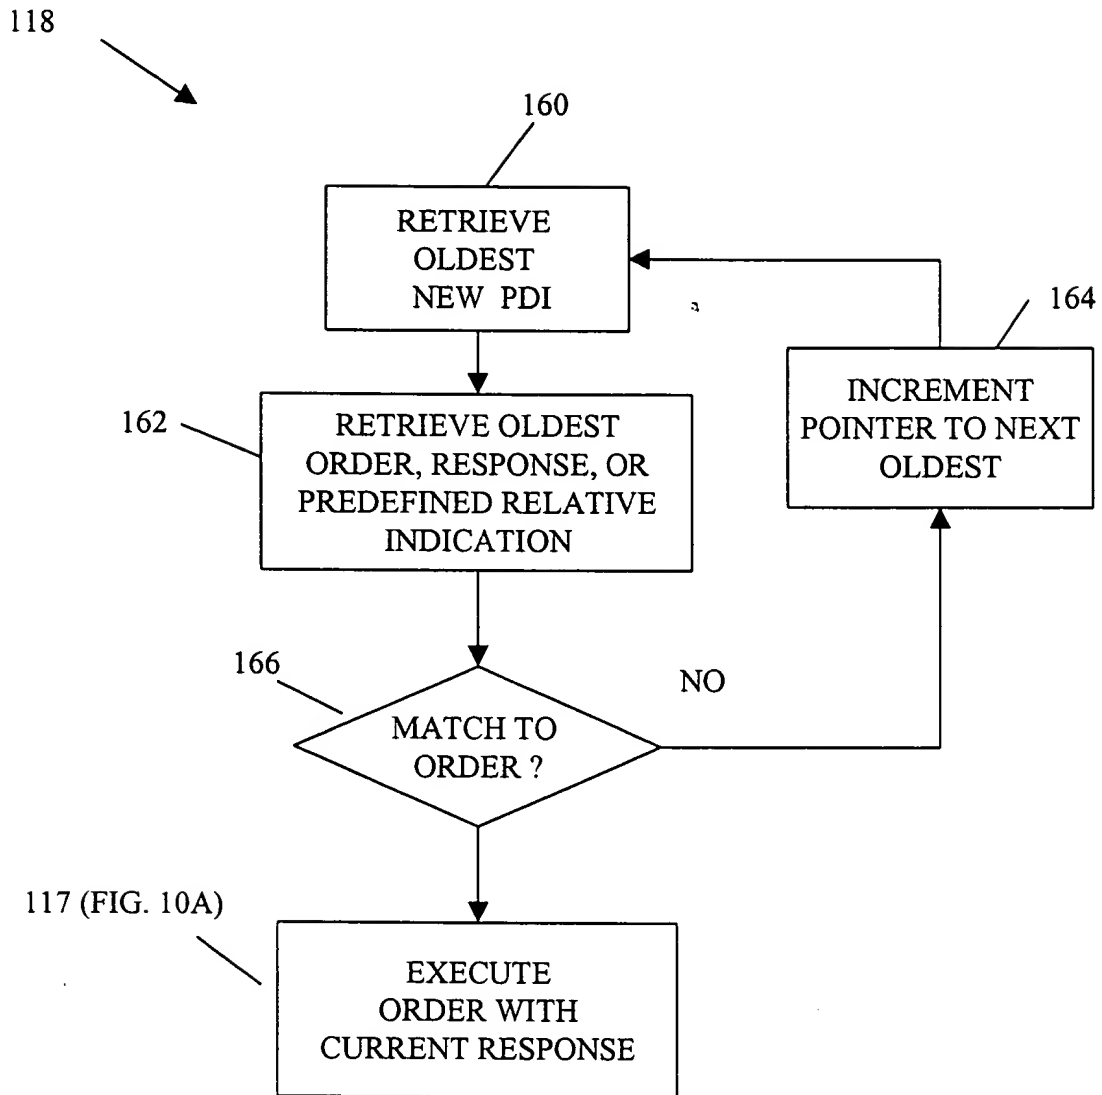 118
160
RETRIEVE
OLDEST
NEW PDI
164
INCREMENT
POINTER TO NEXT
OLDEST
162
RETRIEVE OLDEST
ORDER, RESPONSE, OR
PREDEFINED RELATIVE
INDICATION
166
NO
MATCH TO
ORDER ?
117 (FIG. 10A)
EXECUTE
ORDER WITH
CURRENT RESPONSE